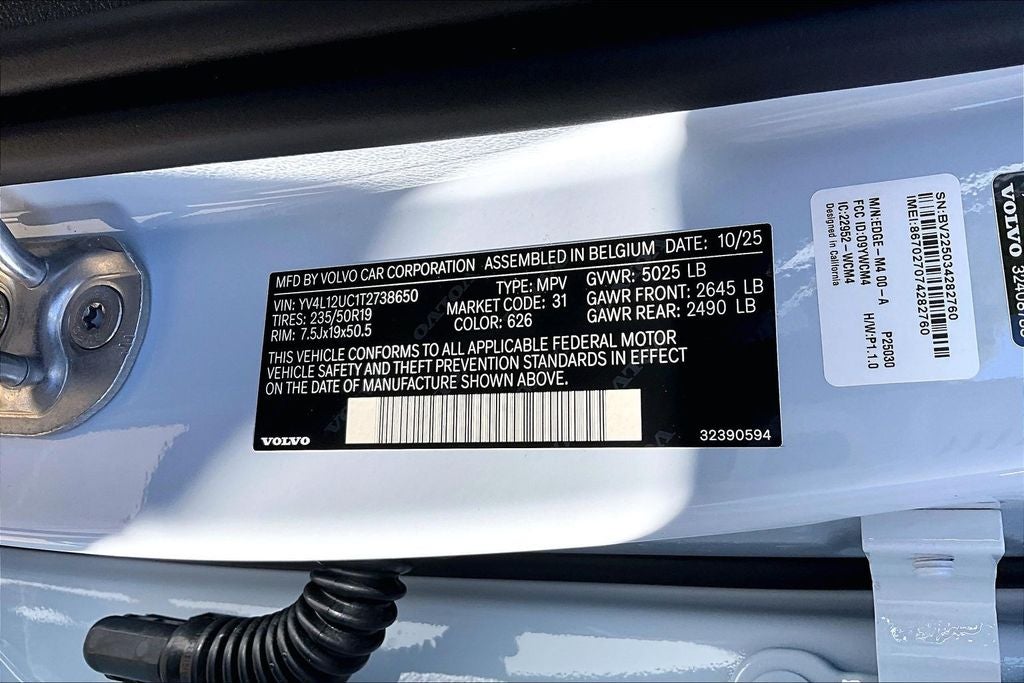 MFD BY VOLVO CAR CORPORATION ASSEMBLED IN BELGIUM DATE: 10/25
VIN: YV4L12UC1T2738650 TYPE: MPV GVWR: 5025 LB
TIRES: 235/50R19 MARKET CODE: 31 GAWR FRONT: 2645 LB
RIM: 7.5Jx19x50.5 COLOR: 626 GAWR REAR: 2490 LB
THIS VEHICLE CONFORMS TO ALL APPLICABLE FEDERAL MOTOR
VEHICLE SAFETY AND THEFT PREVENTION STANDARDS IN EFFECT
ON THE DATE OF MANUFACTURE SHOWN ABOVE.
VOLVO 32390594
SN:BV225034282760
IMEI:867027074282760
M/N:EDGE-M4 00-A P25030
FCC ID:09YWCM4 H/W:P1.1.0
IC:22952-WCM4
Designed in California
VOLVO